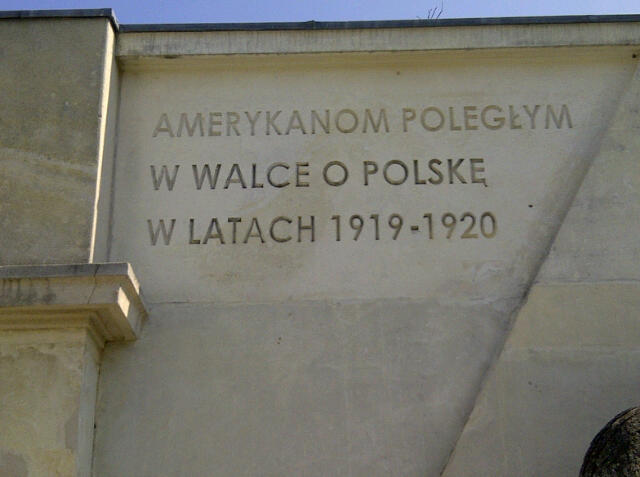 AMERYKANOM POLEGŁYM
W WALCE O POLSKĘ
W LATACH 1919-1920